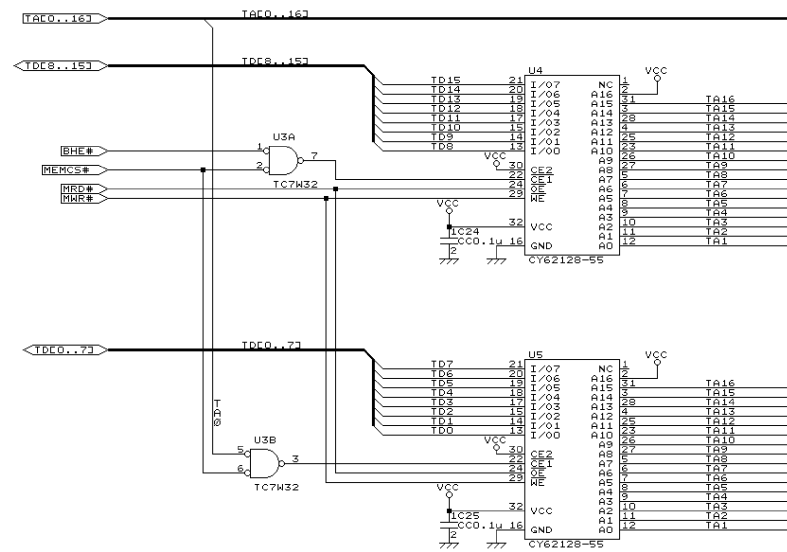 TA[0..16] TA[0..16]
TD[8..15] TD[8..15]
U4
VCC
TD15 21 I/O7 NC 1
TD14 20 I/O6 A16 2
TD13 19 I/O5 A15 31 TA16
TD12 18 I/O4 A14 3 TA15
TD11 17 I/O3 A13 28 TA14
TD10 15 I/O2 A12 4 TA13
TD9 14 I/O1 A11 25 TA12
TD8 13 I/O0 A10 23 TA11
A9 26 TA10
VCC 30 CE2 A8 27 TA9
22 CE1 A7 5 TA8
24 OE A6 6 TA7
29 WE A5 7 TA6
A4 8 TA5
A3 9 TA4
32 VCC A2 10 TA3
A1 11 TA2
16 GND A0 12 TA1
CY62128-55
U3A
BHE# 1
7
MEMCS# 2
TC7W32
MRD#
MWR#
VCC
1 C24
CC0.1u
2
TD[0..7] TD[0..7]
U5
VCC
TD7 21 I/O7 NC 1
TD6 20 I/O6 A16 2
TD5 19 I/O5 A15 31 TA16
TD4 18 I/O4 A14 3 TA15
TD3 17 I/O3 A13 28 TA14
TD2 15 I/O2 A12 4 TA13
TD1 14 I/O1 A11 25 TA12
TD0 13 I/O0 A10 23 TA11
A9 26 TA10
VCC 30 CE2 A8 27 TA9
22 CE1 A7 5 TA8
24 OE A6 6 TA7
29 WE A5 7 TA6
A4 8 TA5
A3 9 TA4
32 VCC A2 10 TA3
A1 11 TA2
16 GND A0 12 TA1
CY62128-55
TA0
U3B
5
3
6
TC7W32
VCC
1 C25
CC0.1u
2